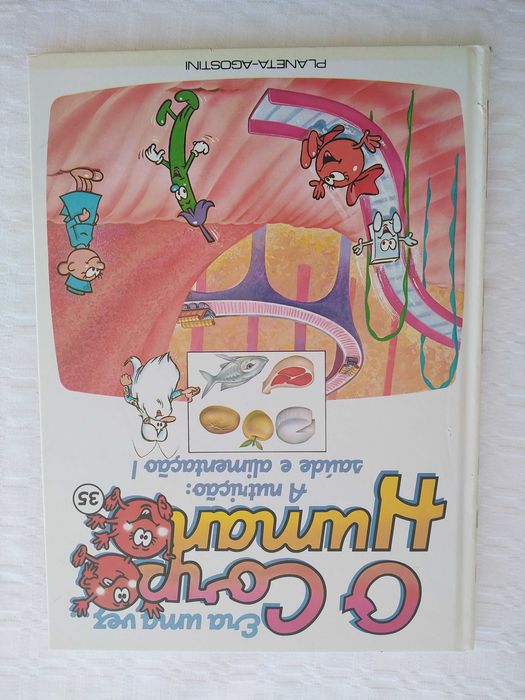 Era uma vez
O Corpo
Humano
A nutrição:
saúde e alimentação I
35
PLANETA-AGOSTINI